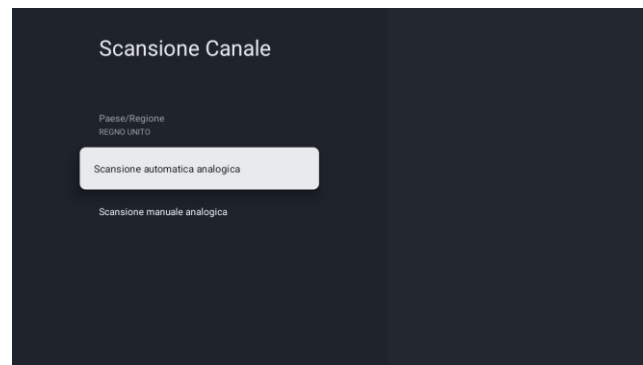 Scansione Canale
Paese/Regione
REGNO UNITO
Scansione automatica analogica
Scansione manuale analogica